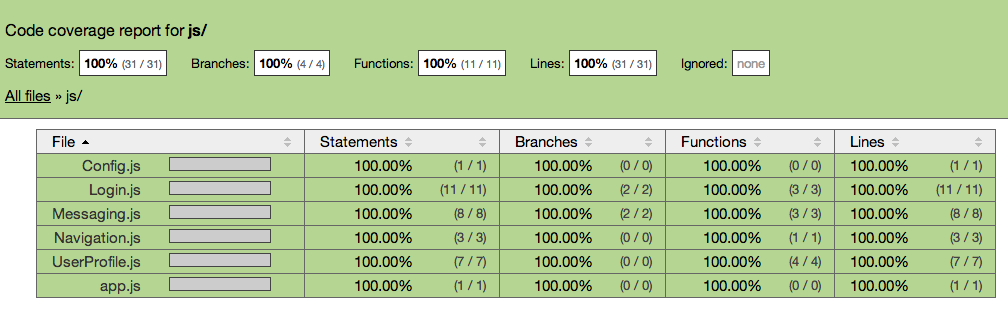 Code coverage report for js/
Statements: 100% (31 / 31) Branches: 100% (4 / 4) Functions: 100% (11 / 11) Lines: 100% (31 / 31) Ignored: none
All files » js/
File Statements Branches Functions Lines
Config.js 100.00% (1 / 1) 100.00% (0 / 0) 100.00% (0 / 0) 100.00% (1 / 1)
Login.js 100.00% (11 / 11) 100.00% (2 / 2) 100.00% (3 / 3) 100.00% (11 / 11)
Messaging.js 100.00% (8 / 8) 100.00% (2 / 2) 100.00% (3 / 3) 100.00% (8 / 8)
Navigation.js 100.00% (3 / 3) 100.00% (0 / 0) 100.00% (1 / 1) 100.00% (3 / 3)
UserProfile.js 100.00% (7 / 7) 100.00% (0 / 0) 100.00% (4 / 4) 100.00% (7 / 7)
app.js 100.00% (1 / 1) 100.00% (0 / 0) 100.00% (0 / 0) 100.00% (1 / 1)